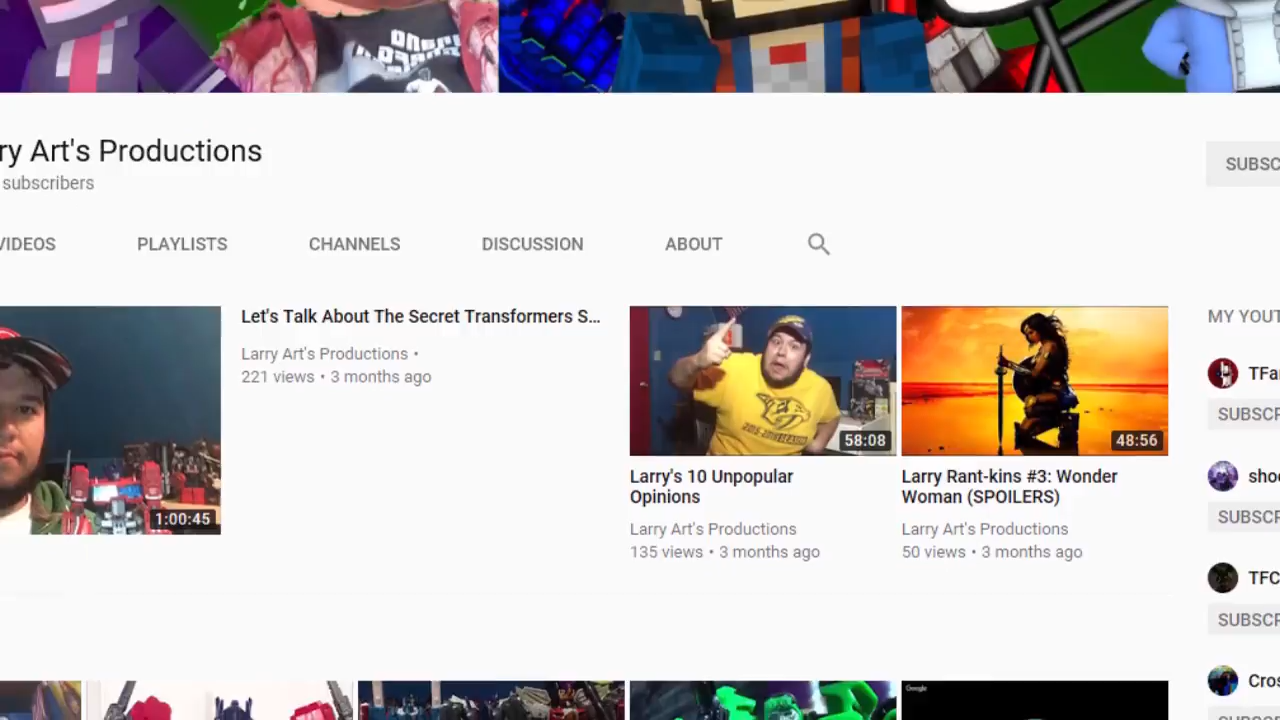 ry Art's Productions
subscribers
SUBSC
VIDEOS
PLAYLISTS
CHANNELS
DISCUSSION
ABOUT
Let's Talk About The Secret Transformers S...
Larry Art's Productions •
221 views • 3 months ago
1:00:45
58:08
Larry's 10 Unpopular
Opinions
Larry Art's Productions
135 views • 3 months ago
48:56
Larry Rant-kins #3: Wonder
Woman (SPOILERS)
Larry Art's Productions
50 views • 3 months ago
MY YOUT
TFa
SUBSCR
shoc
SUBSCR
TFC
SUBSCR
Cros
Google